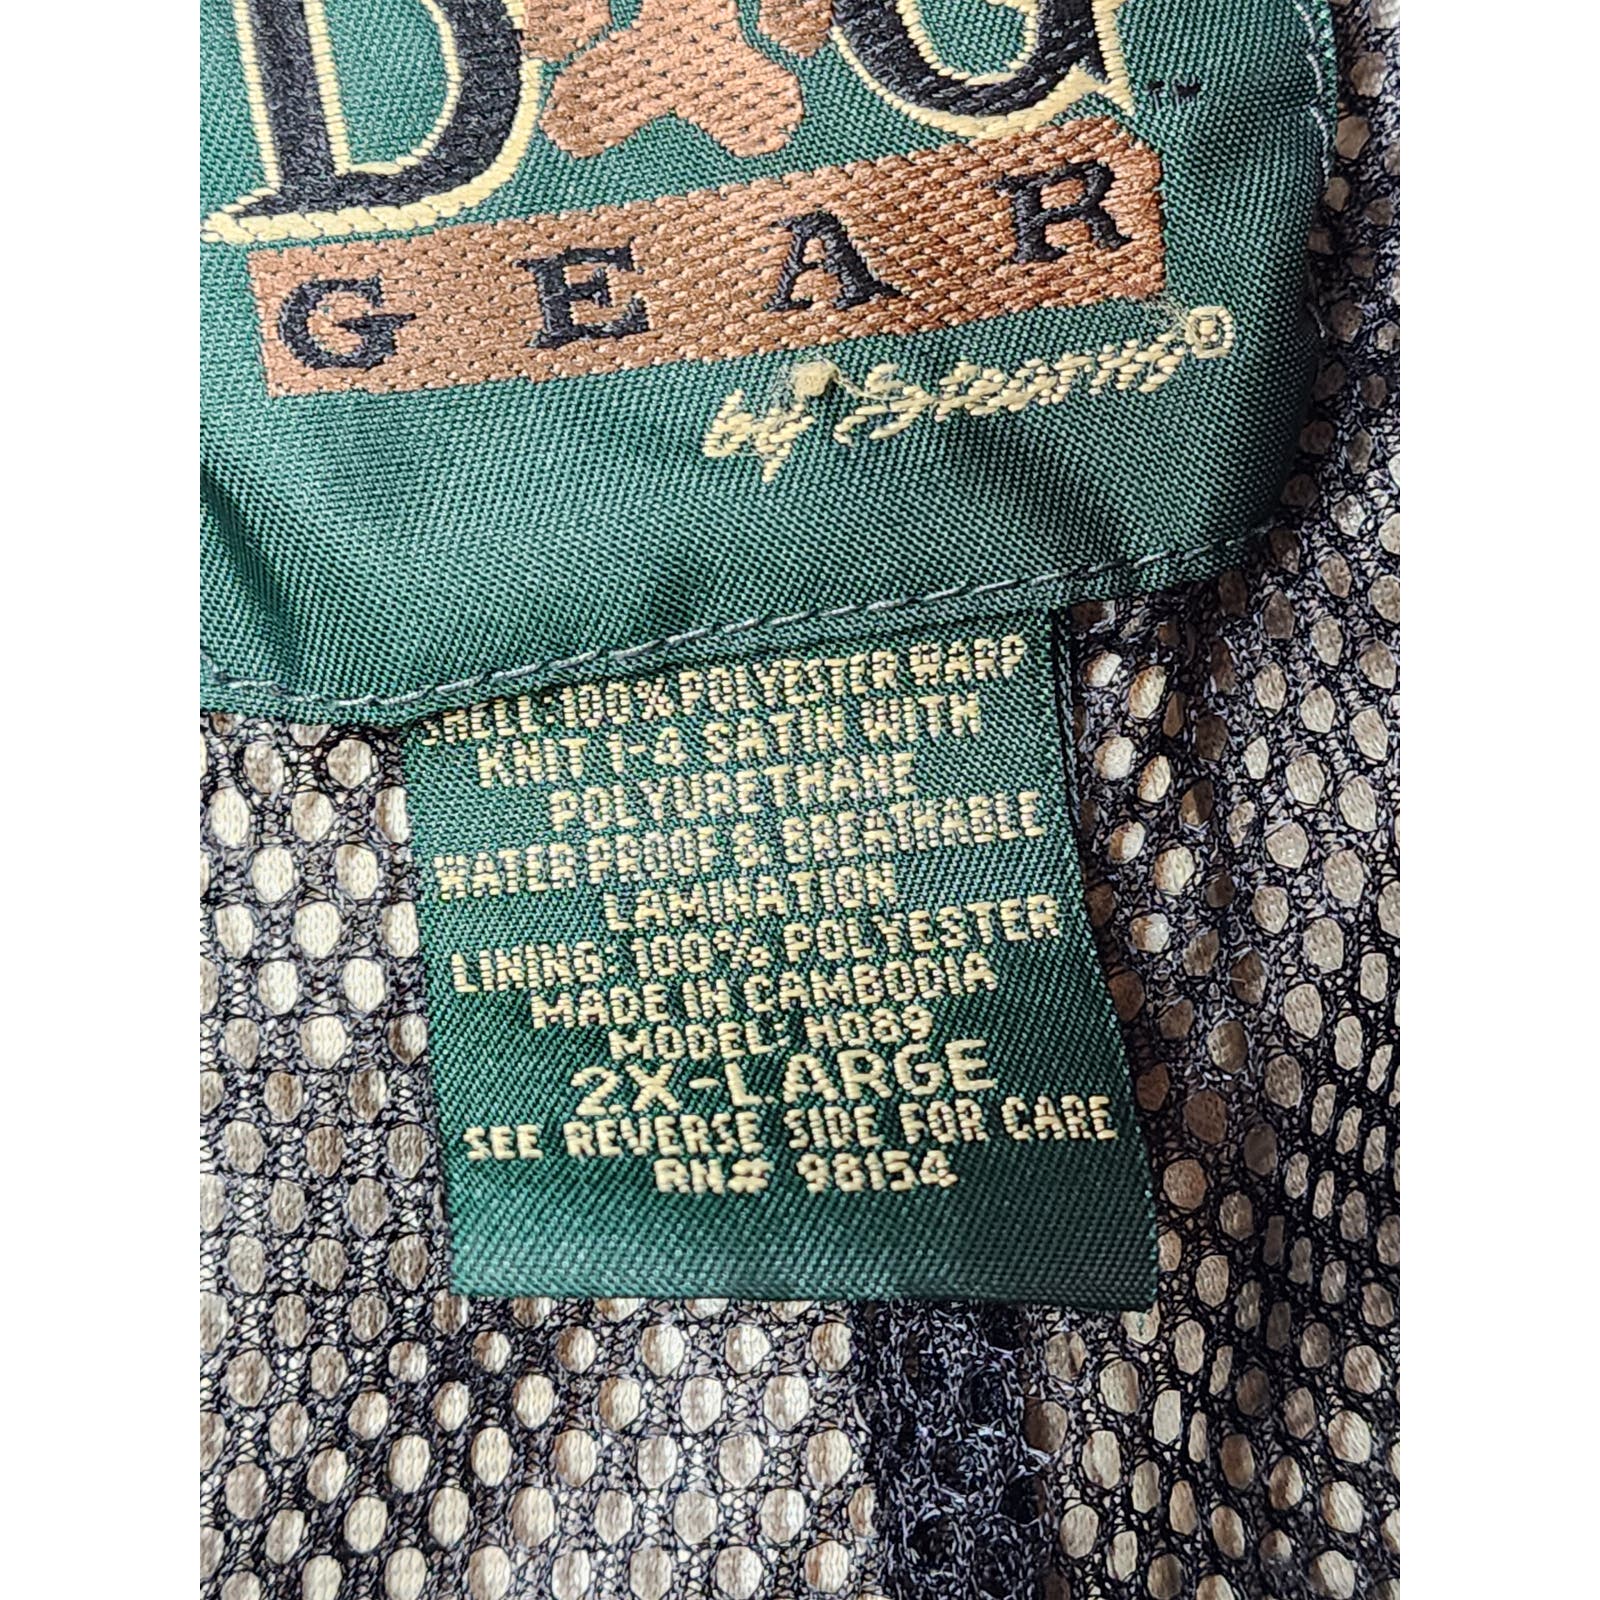 D G ™
GEAR
by Stearns®
SHELL: 100% POLYESTER WARP
KNIT 1-4 SATIN WITH
POLYURETHANE
WATER PROOF & BREATHABLE
LAMINATION
LINING: 100% POLYESTER
MADE IN CAMBODIA
MODEL: H089
2X-LARGE
SEE REVERSE SIDE FOR CARE
RN# 98154